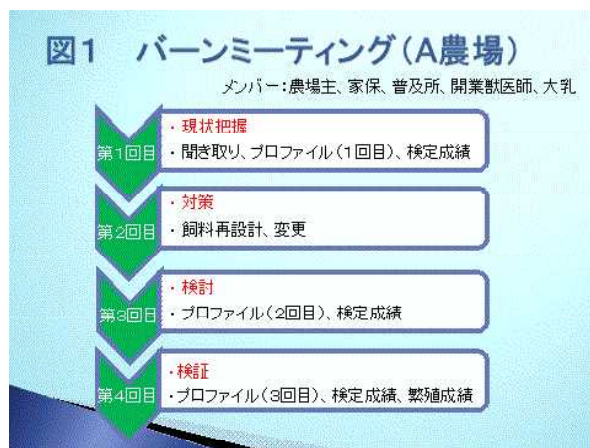 図1 バーンミーティング(A農場)
メンバー:農場主、家保、普及所、開業獣医師、大乳
第1回目
・現状把握
・聞き取り、プロファイル(1回目)、検定成績
第2回目
・対策
・飼料再設計、変更
第3回目
・検討
・プロファイル(2回目)、検定成績
第4回目
・検証
・プロファイル(3回目)、検定成績、繁殖成績